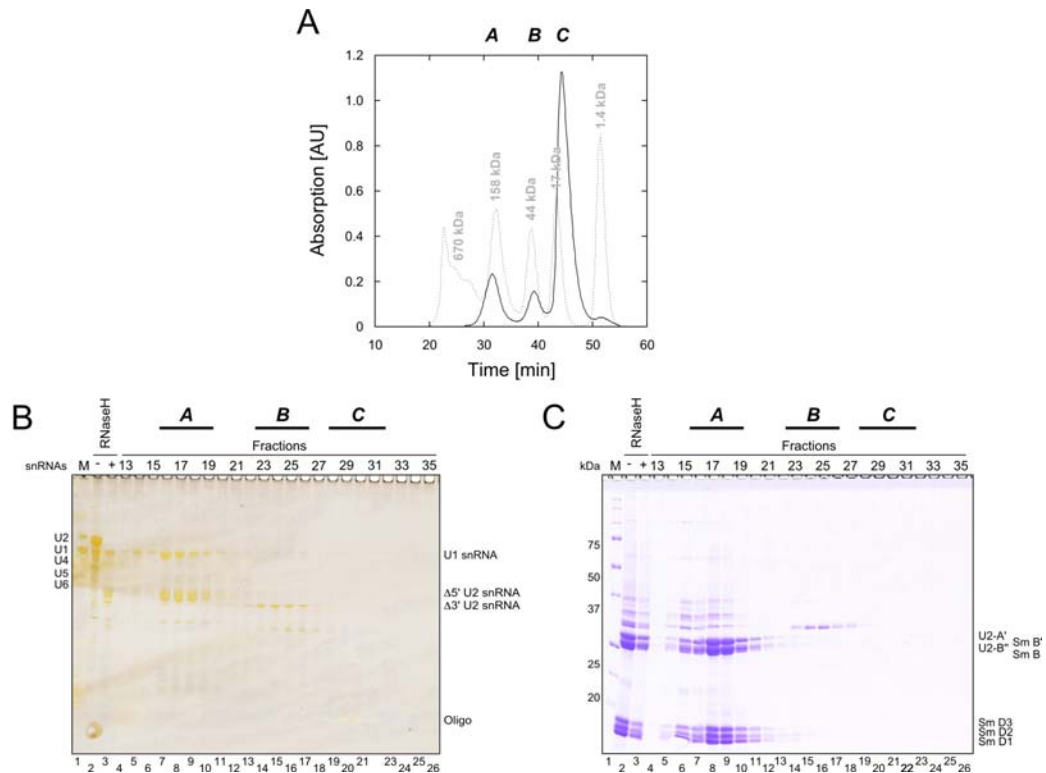 A
A B C
1.2
1.0
0.8
0.6
0.4
0.2
0
Absorption [AU]
670 kDa
158 kDa
44 kDa
17 kDa
1.4 kDa
10 20 30 40 50 60
Time [min]
B
RNaseH
A B C
Fractions
snRNAs M - + 13 15 17 19 21 23 25 27 29 31 33 35
U2
U1
U4
U5
U6
U1 snRNA
Δ5' U2 snRNA
Δ3' U2 snRNA
Oligo
1 2 3 4 5 6 7 8 9 10 11 12 13 14 15 16 17 18 19 20 21 22 23 24 25 26
C
RNaseH
A B C
Fractions
kDa M - + 13 15 17 19 21 23 25 27 29 31 33 35
75
50
37
25
20
U2-A' Sm B'
U2-B" Sm B
Sm D3
Sm D2
Sm D1
1 2 3 4 5 6 7 8 9 10 11 12 13 14 15 16 17 18 19 20 21 22 23 24 25 26